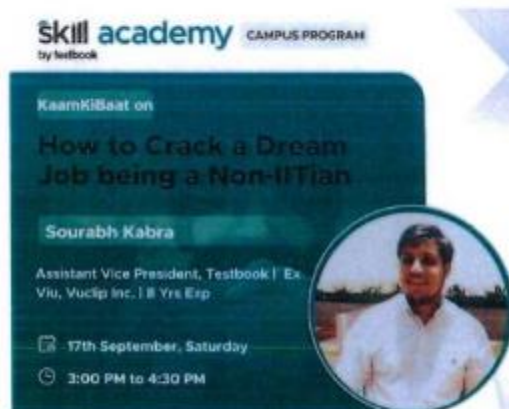 skill academy CAMPUS PROGRAM
by testbook
KaamKiBaat on
How to Crack a Dream
Job being a Non-IITian
Sourabh Kabra
Assistant Vice President, Testbook | Ex
Viu, Vuclip Inc. | 8 Yrs Exp
17th September, Saturday
3:00 PM to 4:30 PM